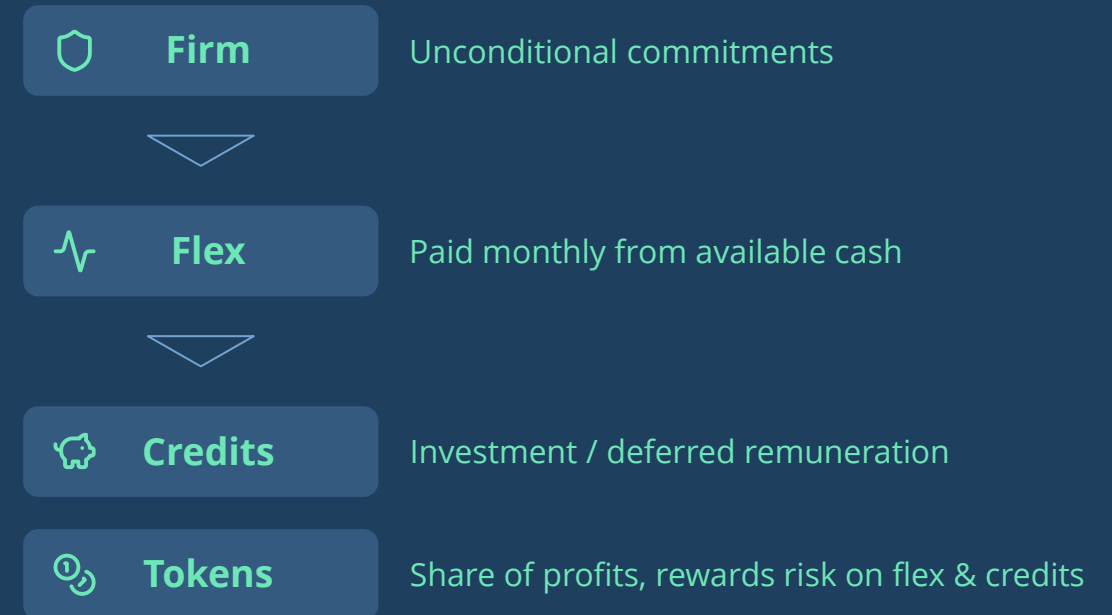 Firm
Unconditional commitments
Flex
Paid monthly from available cash
Credits
Investment / deferred remuneration
Tokens
Share of profits, rewards risk on flex & credits